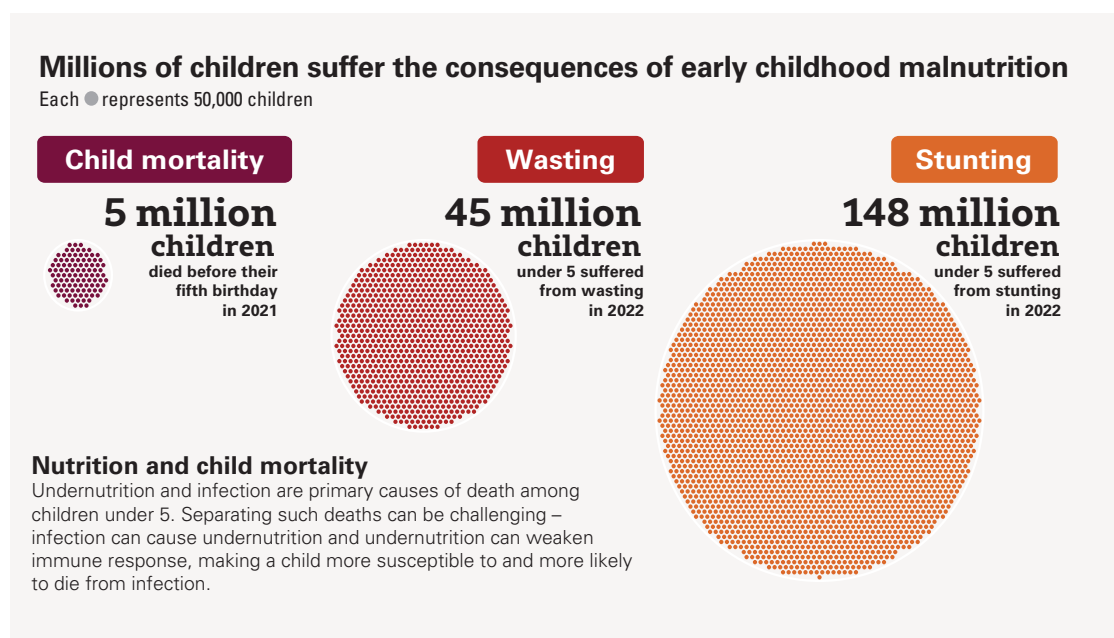 Millions of children suffer the consequences of early childhood malnutrition
Each represents 50,000 children
Child mortality
5 million
children
died before their
fifth birthday
in 2021
Wasting
45 million
children
under 5 suffered
from wasting
in 2022
Stunting
148 million
children
under 5 suffered
from stunting
in 2022
Nutrition and child mortality
Undernutrition and infection are primary causes of death among
children under 5. Separating such deaths can be challenging –
infection can cause undernutrition and undernutrition can weaken
immune response, making a child more susceptible to and more likely
to die from infection.